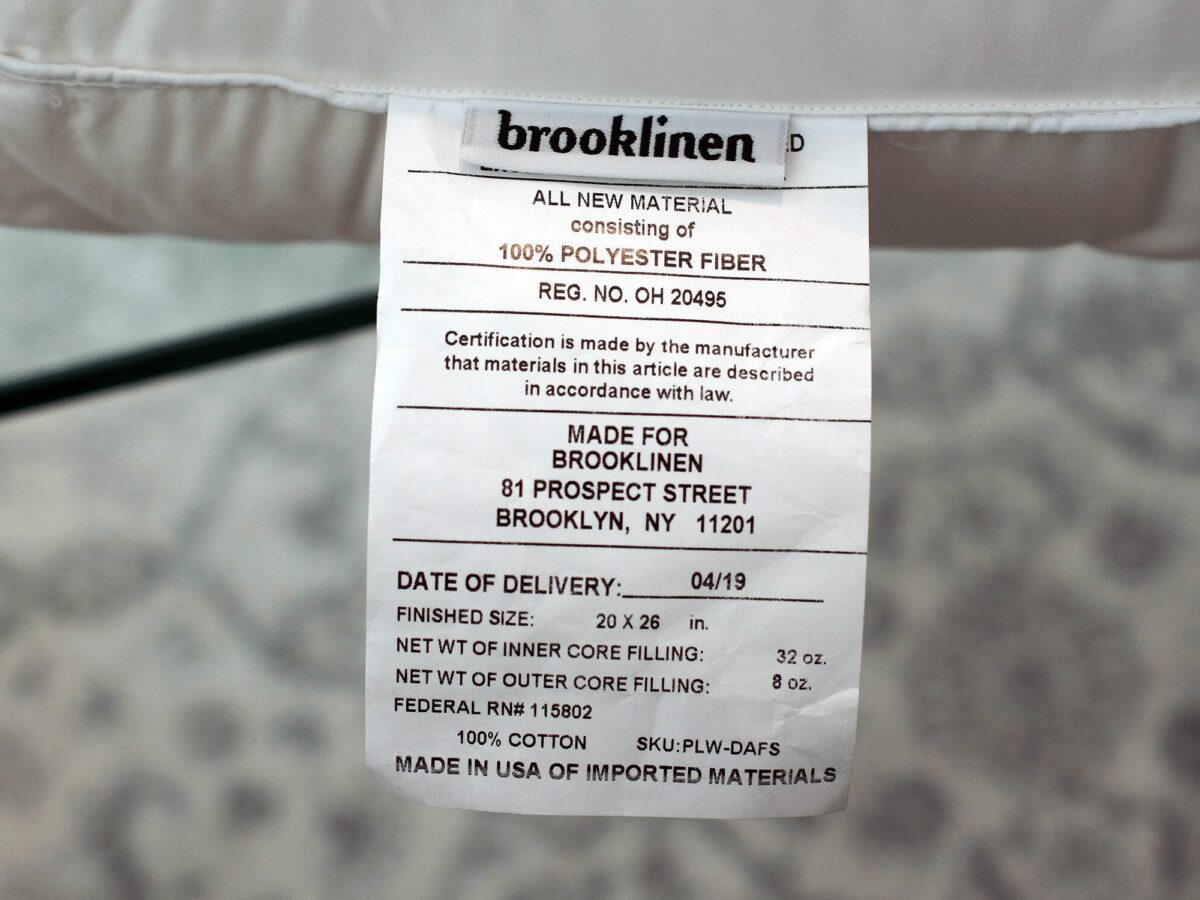 brooklinen
ALL NEW MATERIAL
consisting of
100% POLYESTER FIBER
REG. NO. OH 20495
Certification is made by the manufacturer
that materials in this article are described
in accordance with law.
MADE FOR
BROOKLINEN
81 PROSPECT STREET
BROOKLYN, NY 11201
DATE OF DELIVERY: 04/19
FINISHED SIZE: 20 X 26 in.
NET WT OF INNER CORE FILLING: 32 oz.
NET WT OF OUTER CORE FILLING: 8 oz.
FEDERAL RN# 115802
100% COTTON SKU:PLW-DAFS
MADE IN USA OF IMPORTED MATERIALS